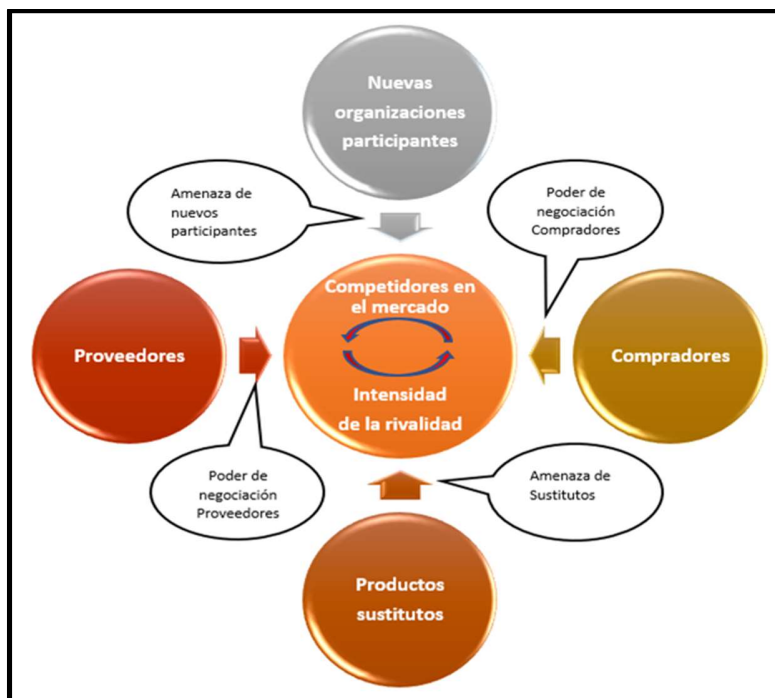 Nuevas
organizaciones
participantes
Amenaza de
nuevos
participantes
Poder de
negociación
Compradores
Proveedores
Competidores en
el mercado
Intensidad
de la rivalidad
Compradores
Poder de
negociación
Proveedores
Amenaza de
Sustitutos
Productos
sustitutos